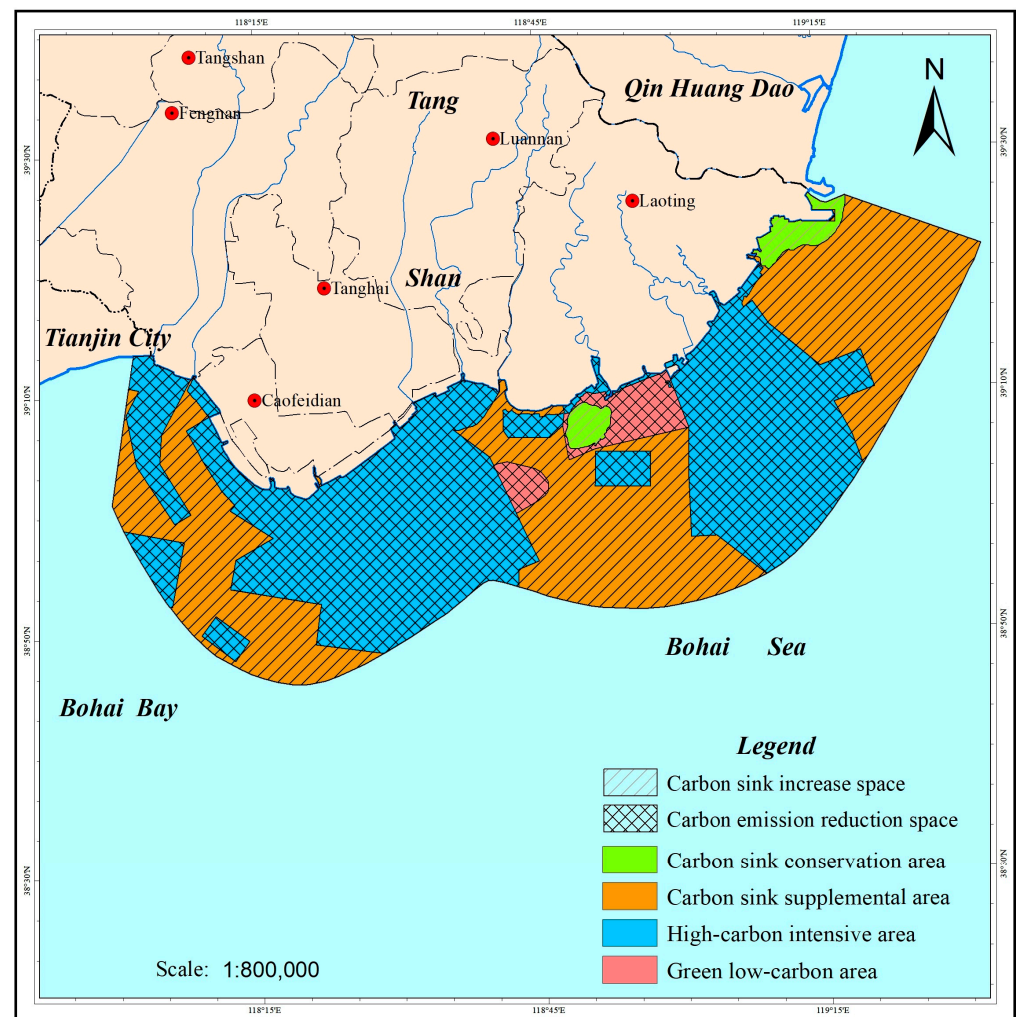 118°15'E
118°45'E
119°15'E
Tangshan
Qin Huang Dao
N
Tang
Fengnan
Luannan
39°30'N
39°30'N
Laoting
Shan
Tanghai
Tianjin City
39°10'N
39°10'N
Caofeidian
38°50'N
38°50'N
Bohai Sea
Bohai Bay
Legend
Carbon sink increase space
Carbon emission reduction space
Carbon sink conservation area
38°30'N
38°30'N
Carbon sink supplemental area
High-carbon intensive area
Scale: 1:800,000
Green low-carbon area
118°15'E
118°45'E
119°15'E